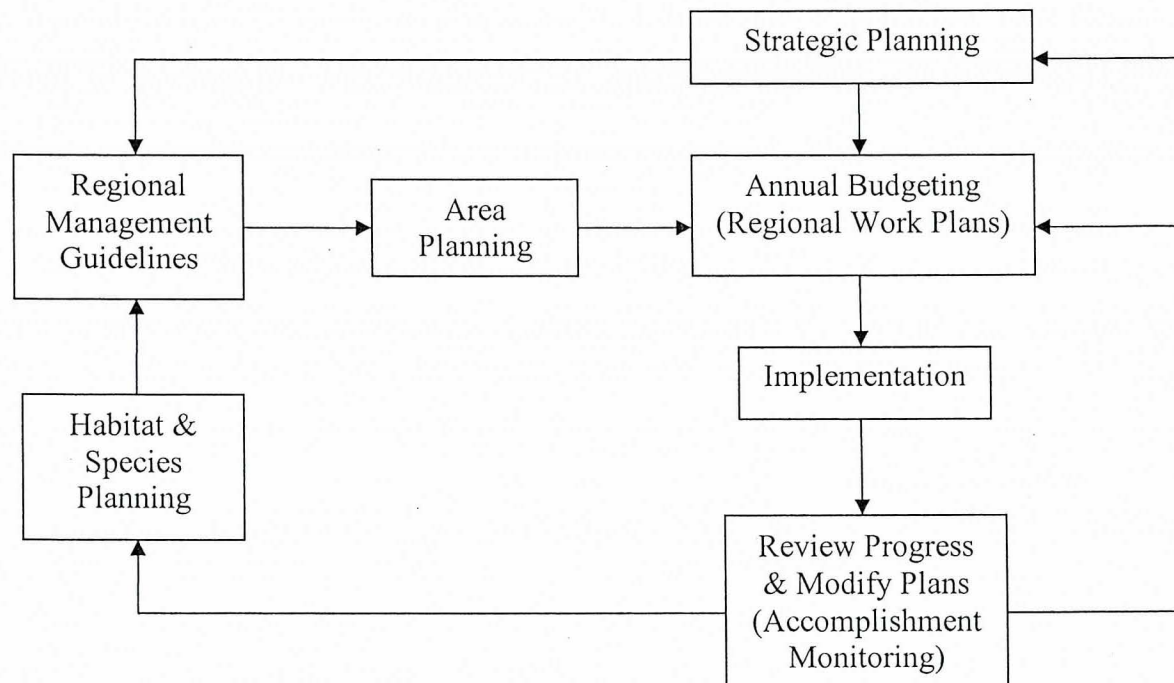 Strategic Planning
Regional
Management
Guidelines
Area
Planning
Annual Budgeting
(Regional Work Plans)
Implementation
Habitat &
Species
Planning
Review Progress
& Modify Plans
(Accomplishment
Monitoring)